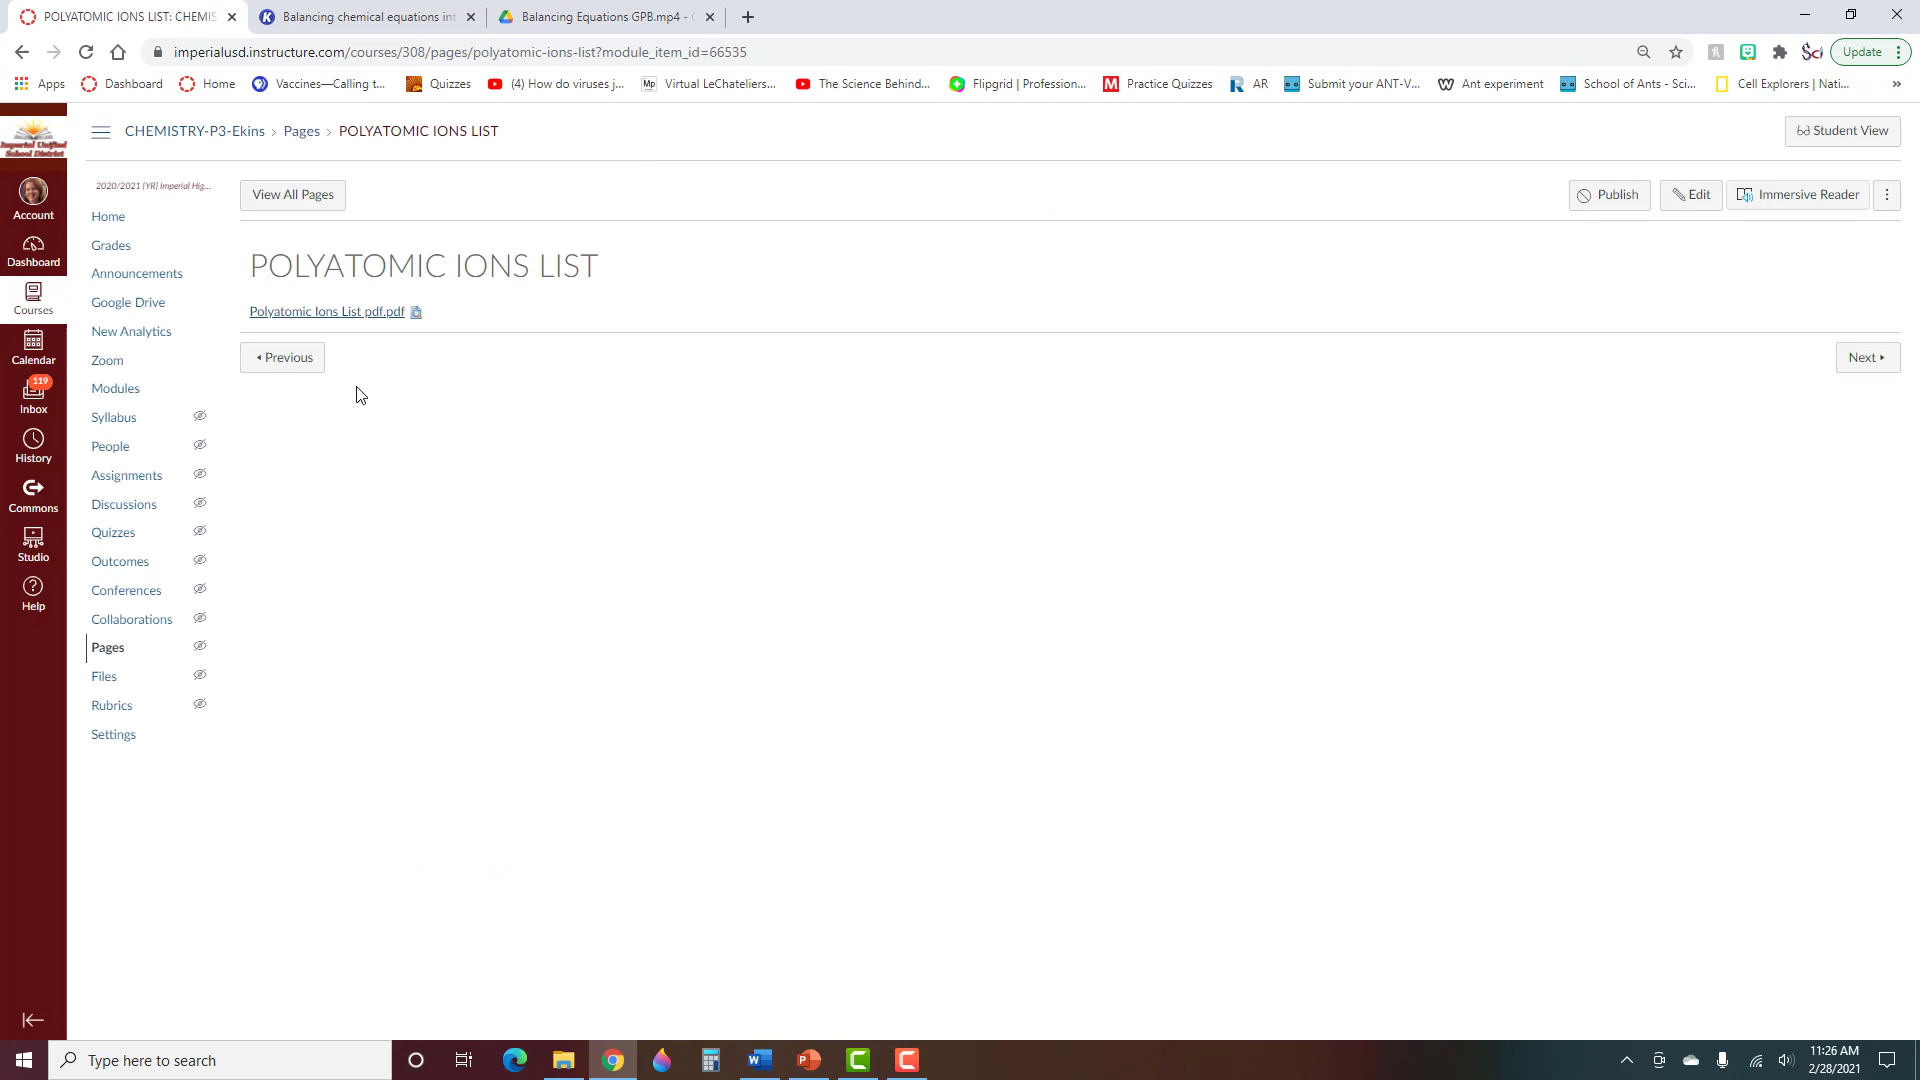 POLYATOMIC IONS LIST: CHEMIS
Balancing chemical equations int
Balancing Equations GPB.mp4 -
imperialusd.instructure.com/courses/308/pages/polyatomic-ions-list?module_item_id=66535
Update
Apps
Dashboard
Home
Vaccines—Calling t...
Quizzes
(4) How do viruses j...
Mp Virtual LeChateliers...
The Science Behind...
Flipgrid | Profession...
M Practice Quizzes
AR
Submit your ANT-V...
Ant experiment
School of Ants - Sci...
Cell Explorers | Nati...
»
Imperial Unified
School District
CHEMISTRY-P3-Ekins › Pages › POLYATOMIC IONS LIST
Student View
Account
Dashboard
Courses
Calendar
119
Inbox
History
Commons
Studio
Help
2020/2021 [YR] Imperial Hig...
Home
Grades
Announcements
Google Drive
New Analytics
Zoom
Modules
Syllabus
People
Assignments
Discussions
Quizzes
Outcomes
Conferences
Collaborations
Pages
Files
Rubrics
Settings
View All Pages
Publish
Edit
Immersive Reader
POLYATOMIC IONS LIST
Polyatomic Ions List pdf.pdf
Previous
Next
Type here to search
11:26 AM
2/28/2021